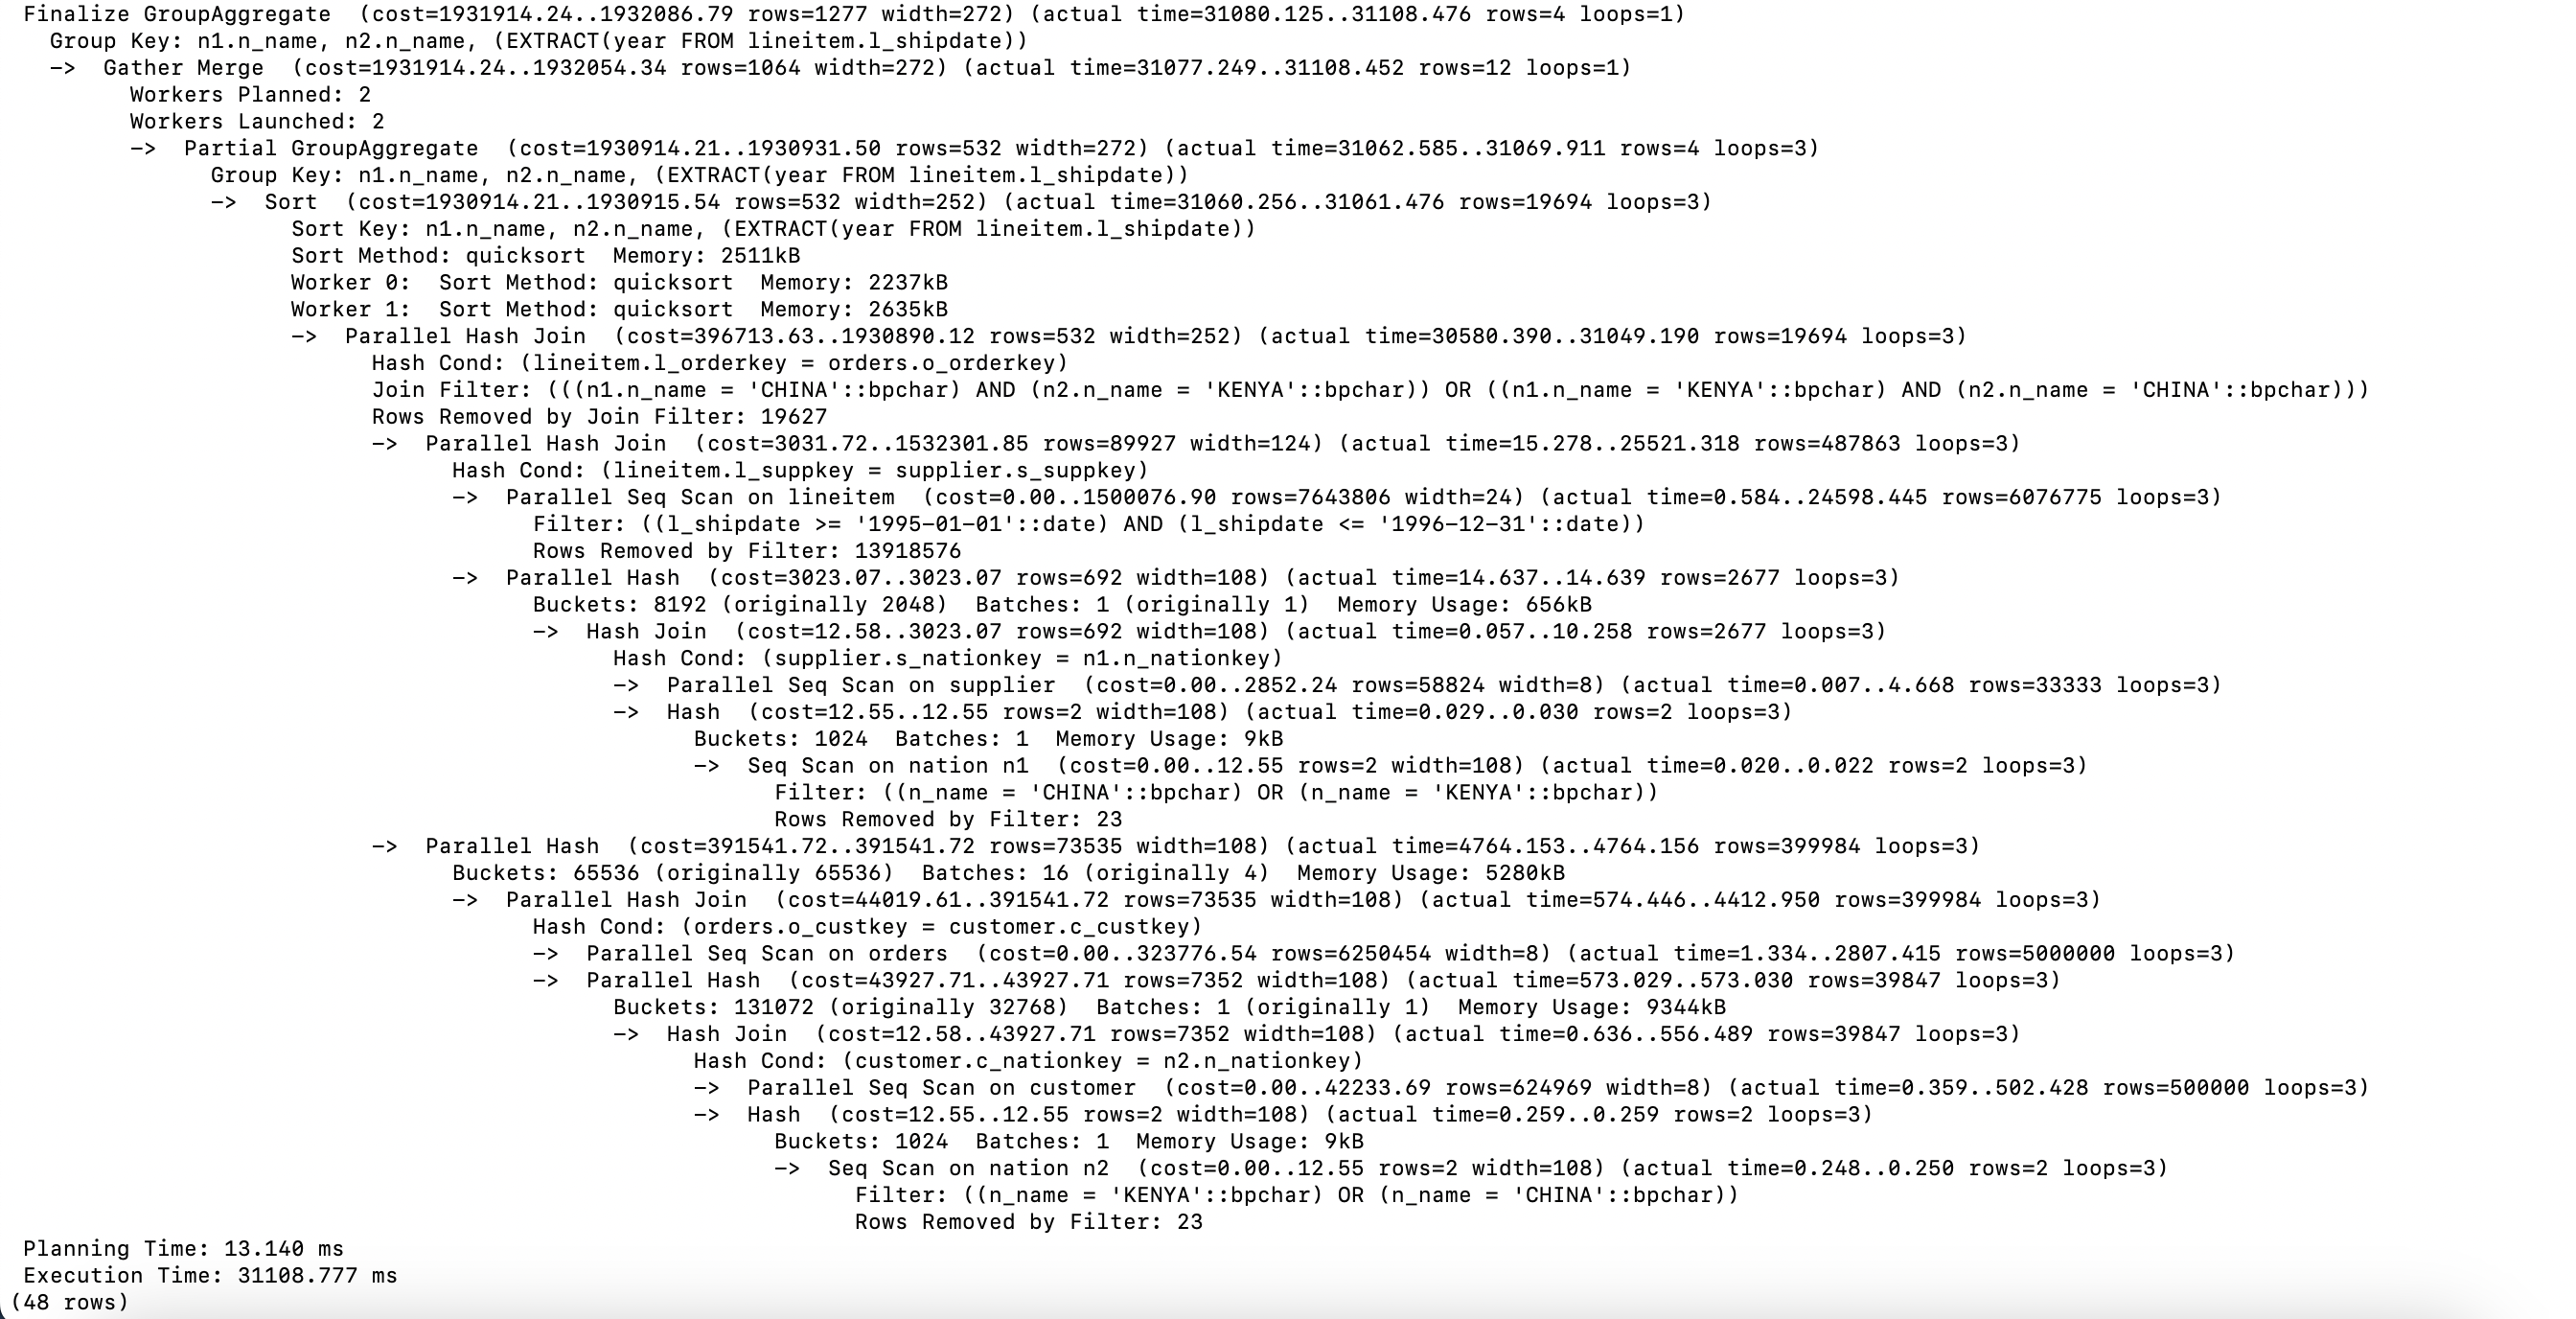 Finalize GroupAggregate  (cost=1931914.24..1932086.79 rows=1277 width=272) (actual time=31080.125..31108.476 rows=4 loops=1)
  Group Key: n1.n_name, n2.n_name, (EXTRACT(year FROM lineitem.l_shipdate))
  ->  Gather Merge  (cost=1931914.24..1932054.34 rows=1064 width=272) (actual time=31077.249..31108.452 rows=12 loops=1)
        Workers Planned: 2
        Workers Launched: 2
        ->  Partial GroupAggregate  (cost=1930914.21..1930931.50 rows=532 width=272) (actual time=31062.585..31069.911 rows=4 loops=3)
              Group Key: n1.n_name, n2.n_name, (EXTRACT(year FROM lineitem.l_shipdate))
              ->  Sort  (cost=1930914.21..1930915.54 rows=532 width=252) (actual time=31060.256..31061.476 rows=19694 loops=3)
                    Sort Key: n1.n_name, n2.n_name, (EXTRACT(year FROM lineitem.l_shipdate))
                    Sort Method: quicksort  Memory: 2511kB
                    Worker 0:  Sort Method: quicksort  Memory: 2237kB
                    Worker 1:  Sort Method: quicksort  Memory: 2635kB
                    ->  Parallel Hash Join  (cost=396713.63..1930890.12 rows=532 width=252) (actual time=30580.390..31049.190 rows=19694 loops=3)
                          Hash Cond: (lineitem.l_orderkey = orders.o_orderkey)
                          Join Filter: (((n1.n_name = 'CHINA'::bpchar) AND (n2.n_name = 'KENYA'::bpchar)) OR ((n1.n_name = 'KENYA'::bpchar) AND (n2.n_name = 'CHINA'::bpchar)))
                          Rows Removed by Join Filter: 19627
                          ->  Parallel Hash Join  (cost=3031.72..1532301.85 rows=89927 width=124) (actual time=15.278..25521.318 rows=487863 loops=3)
                                Hash Cond: (lineitem.l_suppkey = supplier.s_suppkey)
                                ->  Parallel Seq Scan on lineitem  (cost=0.00..1500076.90 rows=7643806 width=24) (actual time=0.584..24598.445 rows=6076775 loops=3)
                                      Filter: ((l_shipdate >= '1995-01-01'::date) AND (l_shipdate <= '1996-12-31'::date))
                                      Rows Removed by Filter: 13918576
                                ->  Parallel Hash  (cost=3023.07..3023.07 rows=692 width=108) (actual time=14.637..14.639 rows=2677 loops=3)
                                      Buckets: 8192 (originally 2048)  Batches: 1 (originally 1)  Memory Usage: 656kB
                                      ->  Hash Join  (cost=12.58..3023.07 rows=692 width=108) (actual time=0.057..10.258 rows=2677 loops=3)
                                            Hash Cond: (supplier.s_nationkey = n1.n_nationkey)
                                            ->  Parallel Seq Scan on supplier  (cost=0.00..2852.24 rows=58824 width=8) (actual time=0.007..4.668 rows=33333 loops=3)
                                            ->  Hash  (cost=12.55..12.55 rows=2 width=108) (actual time=0.029..0.030 rows=2 loops=3)
                                                  Buckets: 1024  Batches: 1  Memory Usage: 9kB
                                                  ->  Seq Scan on nation n1  (cost=0.00..12.55 rows=2 width=108) (actual time=0.020..0.022 rows=2 loops=3)
                                                        Filter: ((n_name = 'CHINA'::bpchar) OR (n_name = 'KENYA'::bpchar))
                                                        Rows Removed by Filter: 23
                          ->  Parallel Hash  (cost=391541.72..391541.72 rows=73535 width=108) (actual time=4764.153..4764.156 rows=399984 loops=3)
                                Buckets: 65536 (originally 65536)  Batches: 16 (originally 4)  Memory Usage: 5280kB
                                ->  Parallel Hash Join  (cost=44019.61..391541.72 rows=73535 width=108) (actual time=574.446..4412.950 rows=399984 loops=3)
                                      Hash Cond: (orders.o_custkey = customer.c_custkey)
                                      ->  Parallel Seq Scan on orders  (cost=0.00..323776.54 rows=6250454 width=8) (actual time=1.334..2807.415 rows=5000000 loops=3)
                                      ->  Parallel Hash  (cost=43927.71..43927.71 rows=7352 width=108) (actual time=573.029..573.030 rows=39847 loops=3)
                                            Buckets: 131072 (originally 32768)  Batches: 1 (originally 1)  Memory Usage: 9344kB
                                            ->  Hash Join  (cost=12.58..43927.71 rows=7352 width=108) (actual time=0.636..556.489 rows=39847 loops=3)
                                                  Hash Cond: (customer.c_nationkey = n2.n_nationkey)
                                                  ->  Parallel Seq Scan on customer  (cost=0.00..42233.69 rows=624969 width=8) (actual time=0.359..502.428 rows=500000 loops=3)
                                                  ->  Hash  (cost=12.55..12.55 rows=2 width=108) (actual time=0.259..0.259 rows=2 loops=3)
                                                        Buckets: 1024  Batches: 1  Memory Usage: 9kB
                                                        ->  Seq Scan on nation n2  (cost=0.00..12.55 rows=2 width=108) (actual time=0.248..0.250 rows=2 loops=3)
                                                              Filter: ((n_name = 'KENYA'::bpchar) OR (n_name = 'CHINA'::bpchar))
                                                              Rows Removed by Filter: 23
Planning Time: 13.140 ms
Execution Time: 31108.777 ms
(48 rows)